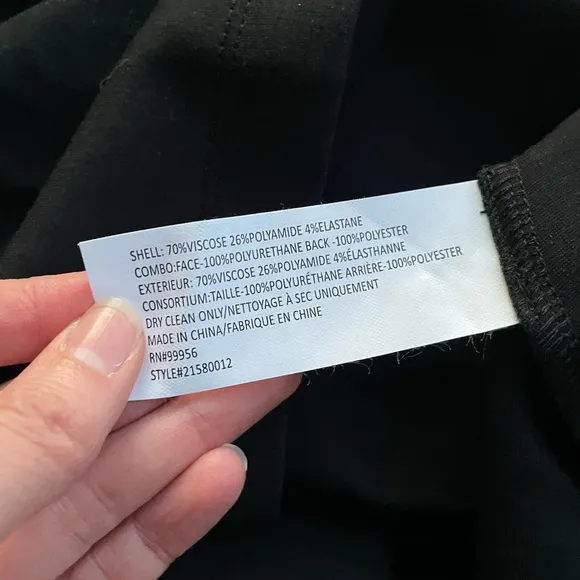 SHELL: 70%VISCOSE 26%POLYAMIDE 4%ELASTANE
COMBO:FACE-100%POLYURETHANE BACK -100%POLYESTER
EXTERIEUR: 70%VISCOSE 26%POLYAMIDE 4%ÉLASTHANNE
CONSORTIUM:TAILLE-100%POLYURÉTHANE ARRIÈRE-100%POLYESTER
DRY CLEAN ONLY/NETTOYAGE À SEC UNIQUEMENT
MADE IN CHINA/FABRIQUE EN CHINE
RN#99956
STYLE#21580012